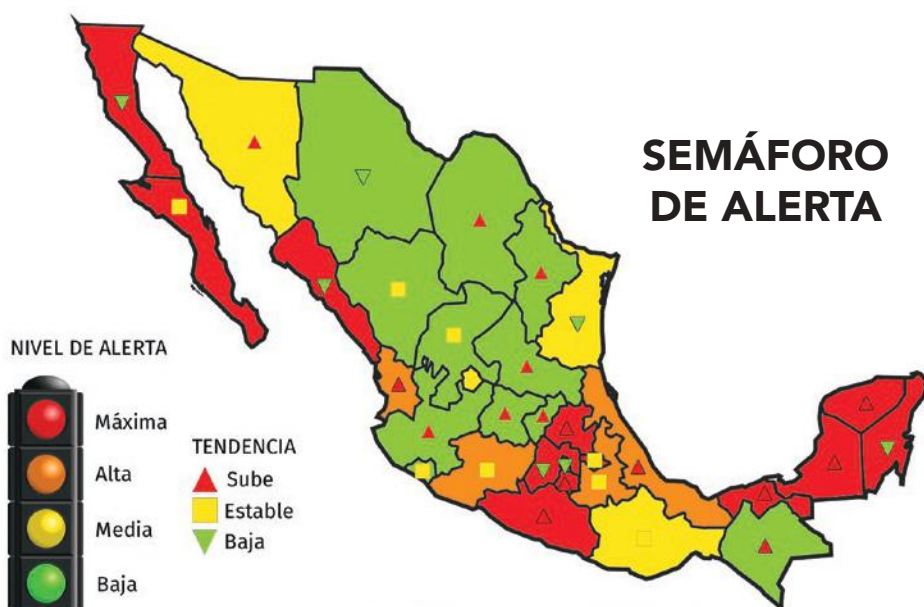 SEMÁFORO
DE ALERTA
NIVEL DE ALERTA
Máxima
Alta
Media
Baja
TENDENCIA
Sube
Estable
Baja